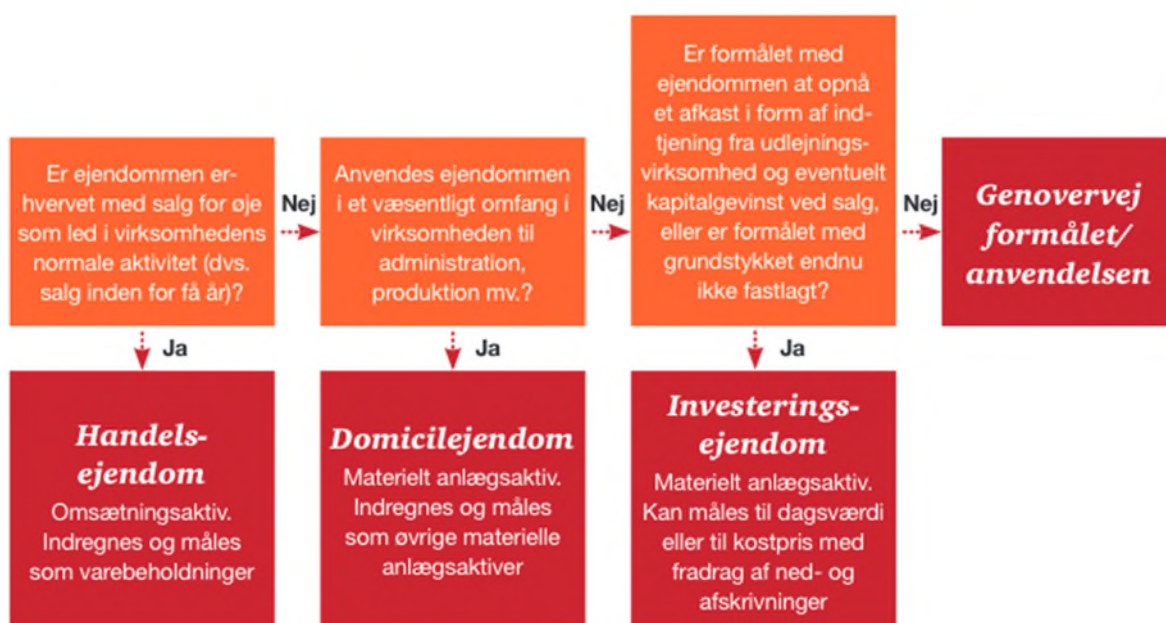 Er ejendommen er-
hvervet med salg for øje
som led i virksomhedens
normale aktivitet (dvs.
salg inden for få år)?
Nej
Anvendes ejendommen
i et væsentligt omfang i
virksomheden til
administration,
produktion mv.?
Nej
Er formålet med
ejendommen at opnå
et afkast i form af ind-
tjening fra udlejnings-
virksomhed og eventuelt
kapitalgevinst ved salg,
eller er formålet med
grundstykket endnu
ikke fastlagt?
Nej
Genovervej
formålet/
anvendelsen
Ja
Ja
Ja
Handels-
ejendom
Omsætningsaktiv.
Indregnes og måles
som varebeholdninger
Domicilejendom
Materielt anlægsaktiv.
Indregnes og måles
som øvrige materielle
anlægsaktiver
Investerings-
ejendom
Materielt anlægsaktiv.
Kan måles til dagsværdi
eller til kostpris med
fradrag af ned- og
afskrivninger